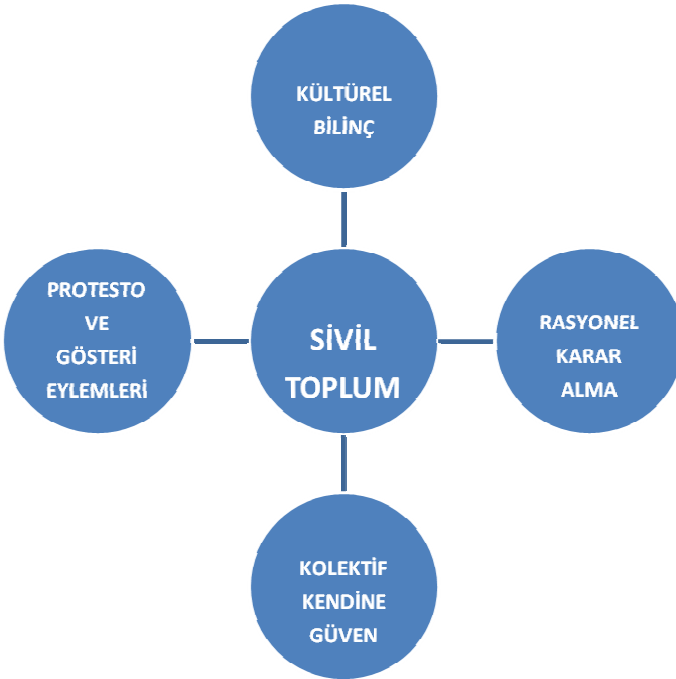 KÜLTÜREL
BİLİNÇ
PROTESTO
VE
GÖSTERİ
EYLEMLERİ
SİVİL
TOPLUM
RASYONEL
KARAR
ALMA
KOLEKTİF
KENDİNE
GÜVEN